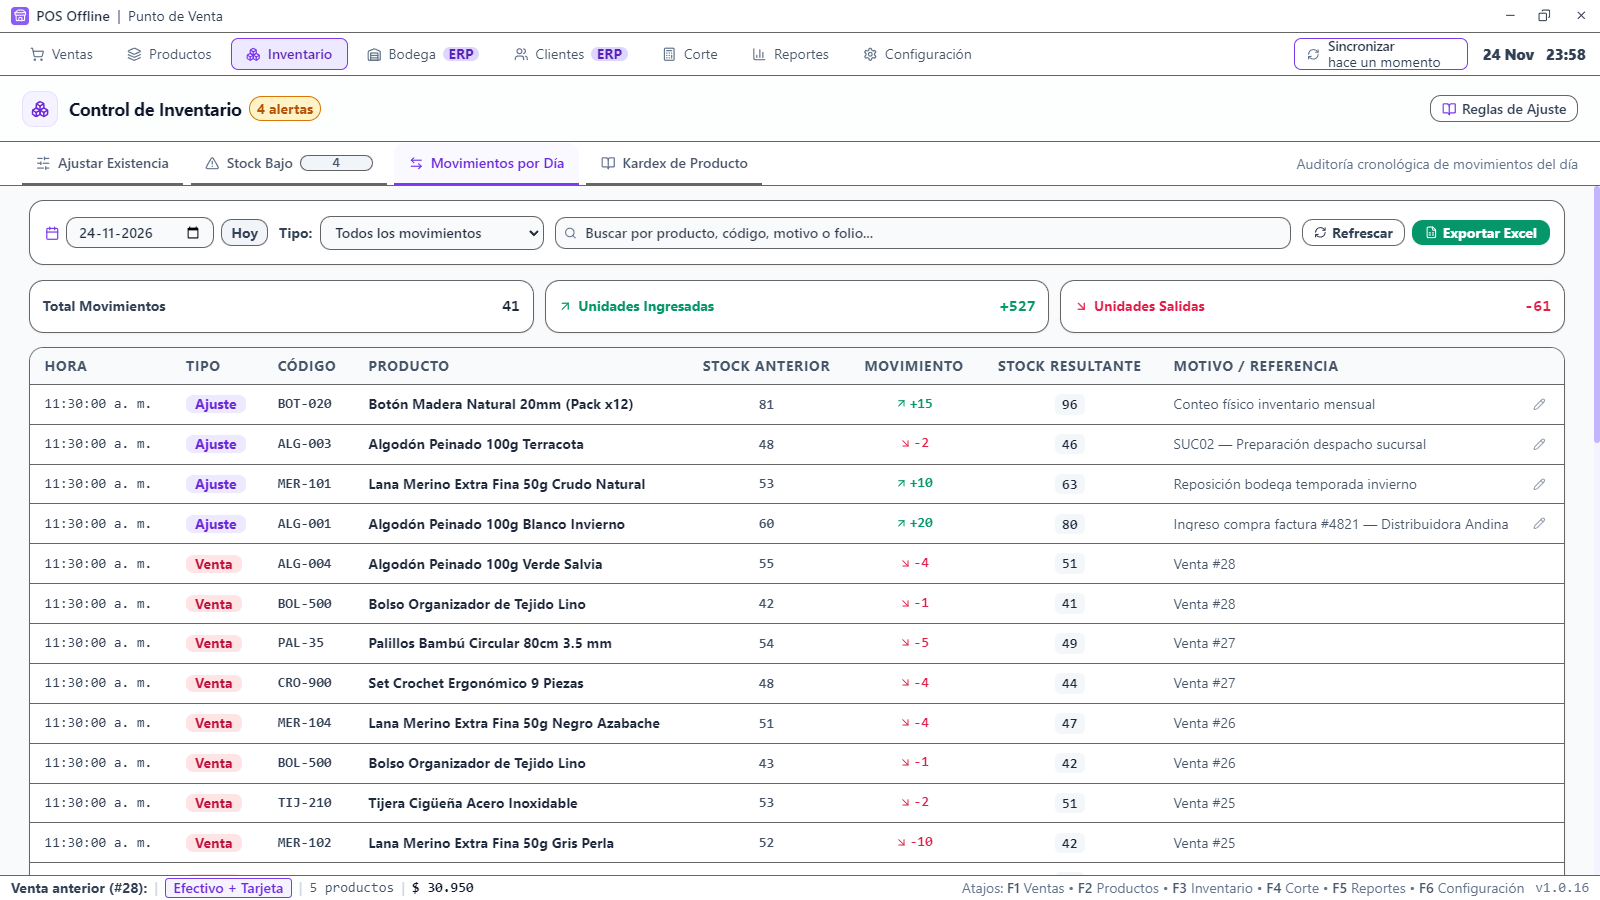 POS Offline | Punto de Venta
Ventas Productos Inventario Bodega ERP Clientes ERP Corte Reportes Configuración Sincronizar hace un momento 24 Nov 23:58
Control de Inventario 4 alertas Reglas de Ajuste
Ajustar Existencia Stock Bajo 4 Movimientos por Día Kardex de Producto Auditoría cronológica de movimientos del día
24-11-2026 Hoy Tipo: Todos los movimientos Buscar por producto, código, motivo o folio... Refrescar Exportar Excel
Total Movimientos 41 Unidades Ingresadas +527 Unidades Salidas -61
HORA TIPO CÓDIGO PRODUCTO STOCK ANTERIOR MOVIMIENTO STOCK RESULTANTE MOTIVO / REFERENCIA
11:30:00 a. m. Ajuste BOT-020 Botón Madera Natural 20mm (Pack x12) 81 +15 96 Conteo físico inventario mensual
11:30:00 a. m. Ajuste ALG-003 Algodón Peinado 100g Terracota 48 -2 46 SUC02 — Preparación despacho sucursal
11:30:00 a. m. Ajuste MER-101 Lana Merino Extra Fina 50g Crudo Natural 53 +10 63 Reposición bodega temporada invierno
11:30:00 a. m. Ajuste ALG-001 Algodón Peinado 100g Blanco Invierno 60 +20 80 Ingreso compra factura #4821 — Distribuidora Andina
11:30:00 a. m. Venta ALG-004 Algodón Peinado 100g Verde Salvia 55 -4 51 Venta #28
11:30:00 a. m. Venta BOL-500 Bolso Organizador de Tejido Lino 42 -1 41 Venta #28
11:30:00 a. m. Venta PAL-35 Palillos Bambú Circular 80cm 3.5 mm 54 -5 49 Venta #27
11:30:00 a. m. Venta CRO-900 Set Crochet Ergonómico 9 Piezas 48 -4 44 Venta #27
11:30:00 a. m. Venta MER-104 Lana Merino Extra Fina 50g Negro Azabache 51 -4 47 Venta #26
11:30:00 a. m. Venta BOL-500 Bolso Organizador de Tejido Lino 43 -1 42 Venta #26
11:30:00 a. m. Venta TIJ-210 Tijera Cigüeña Acero Inoxidable 53 -2 51 Venta #25
11:30:00 a. m. Venta MER-102 Lana Merino Extra Fina 50g Gris Perla 52 -10 42 Venta #25
Venta anterior (#28): | Efectivo + Tarjeta | 5 productos | $ 30.950 Atajos: F1 Ventas • F2 Productos • F3 Inventario • F4 Corte • F5 Reportes • F6 Configuración v1.0.16